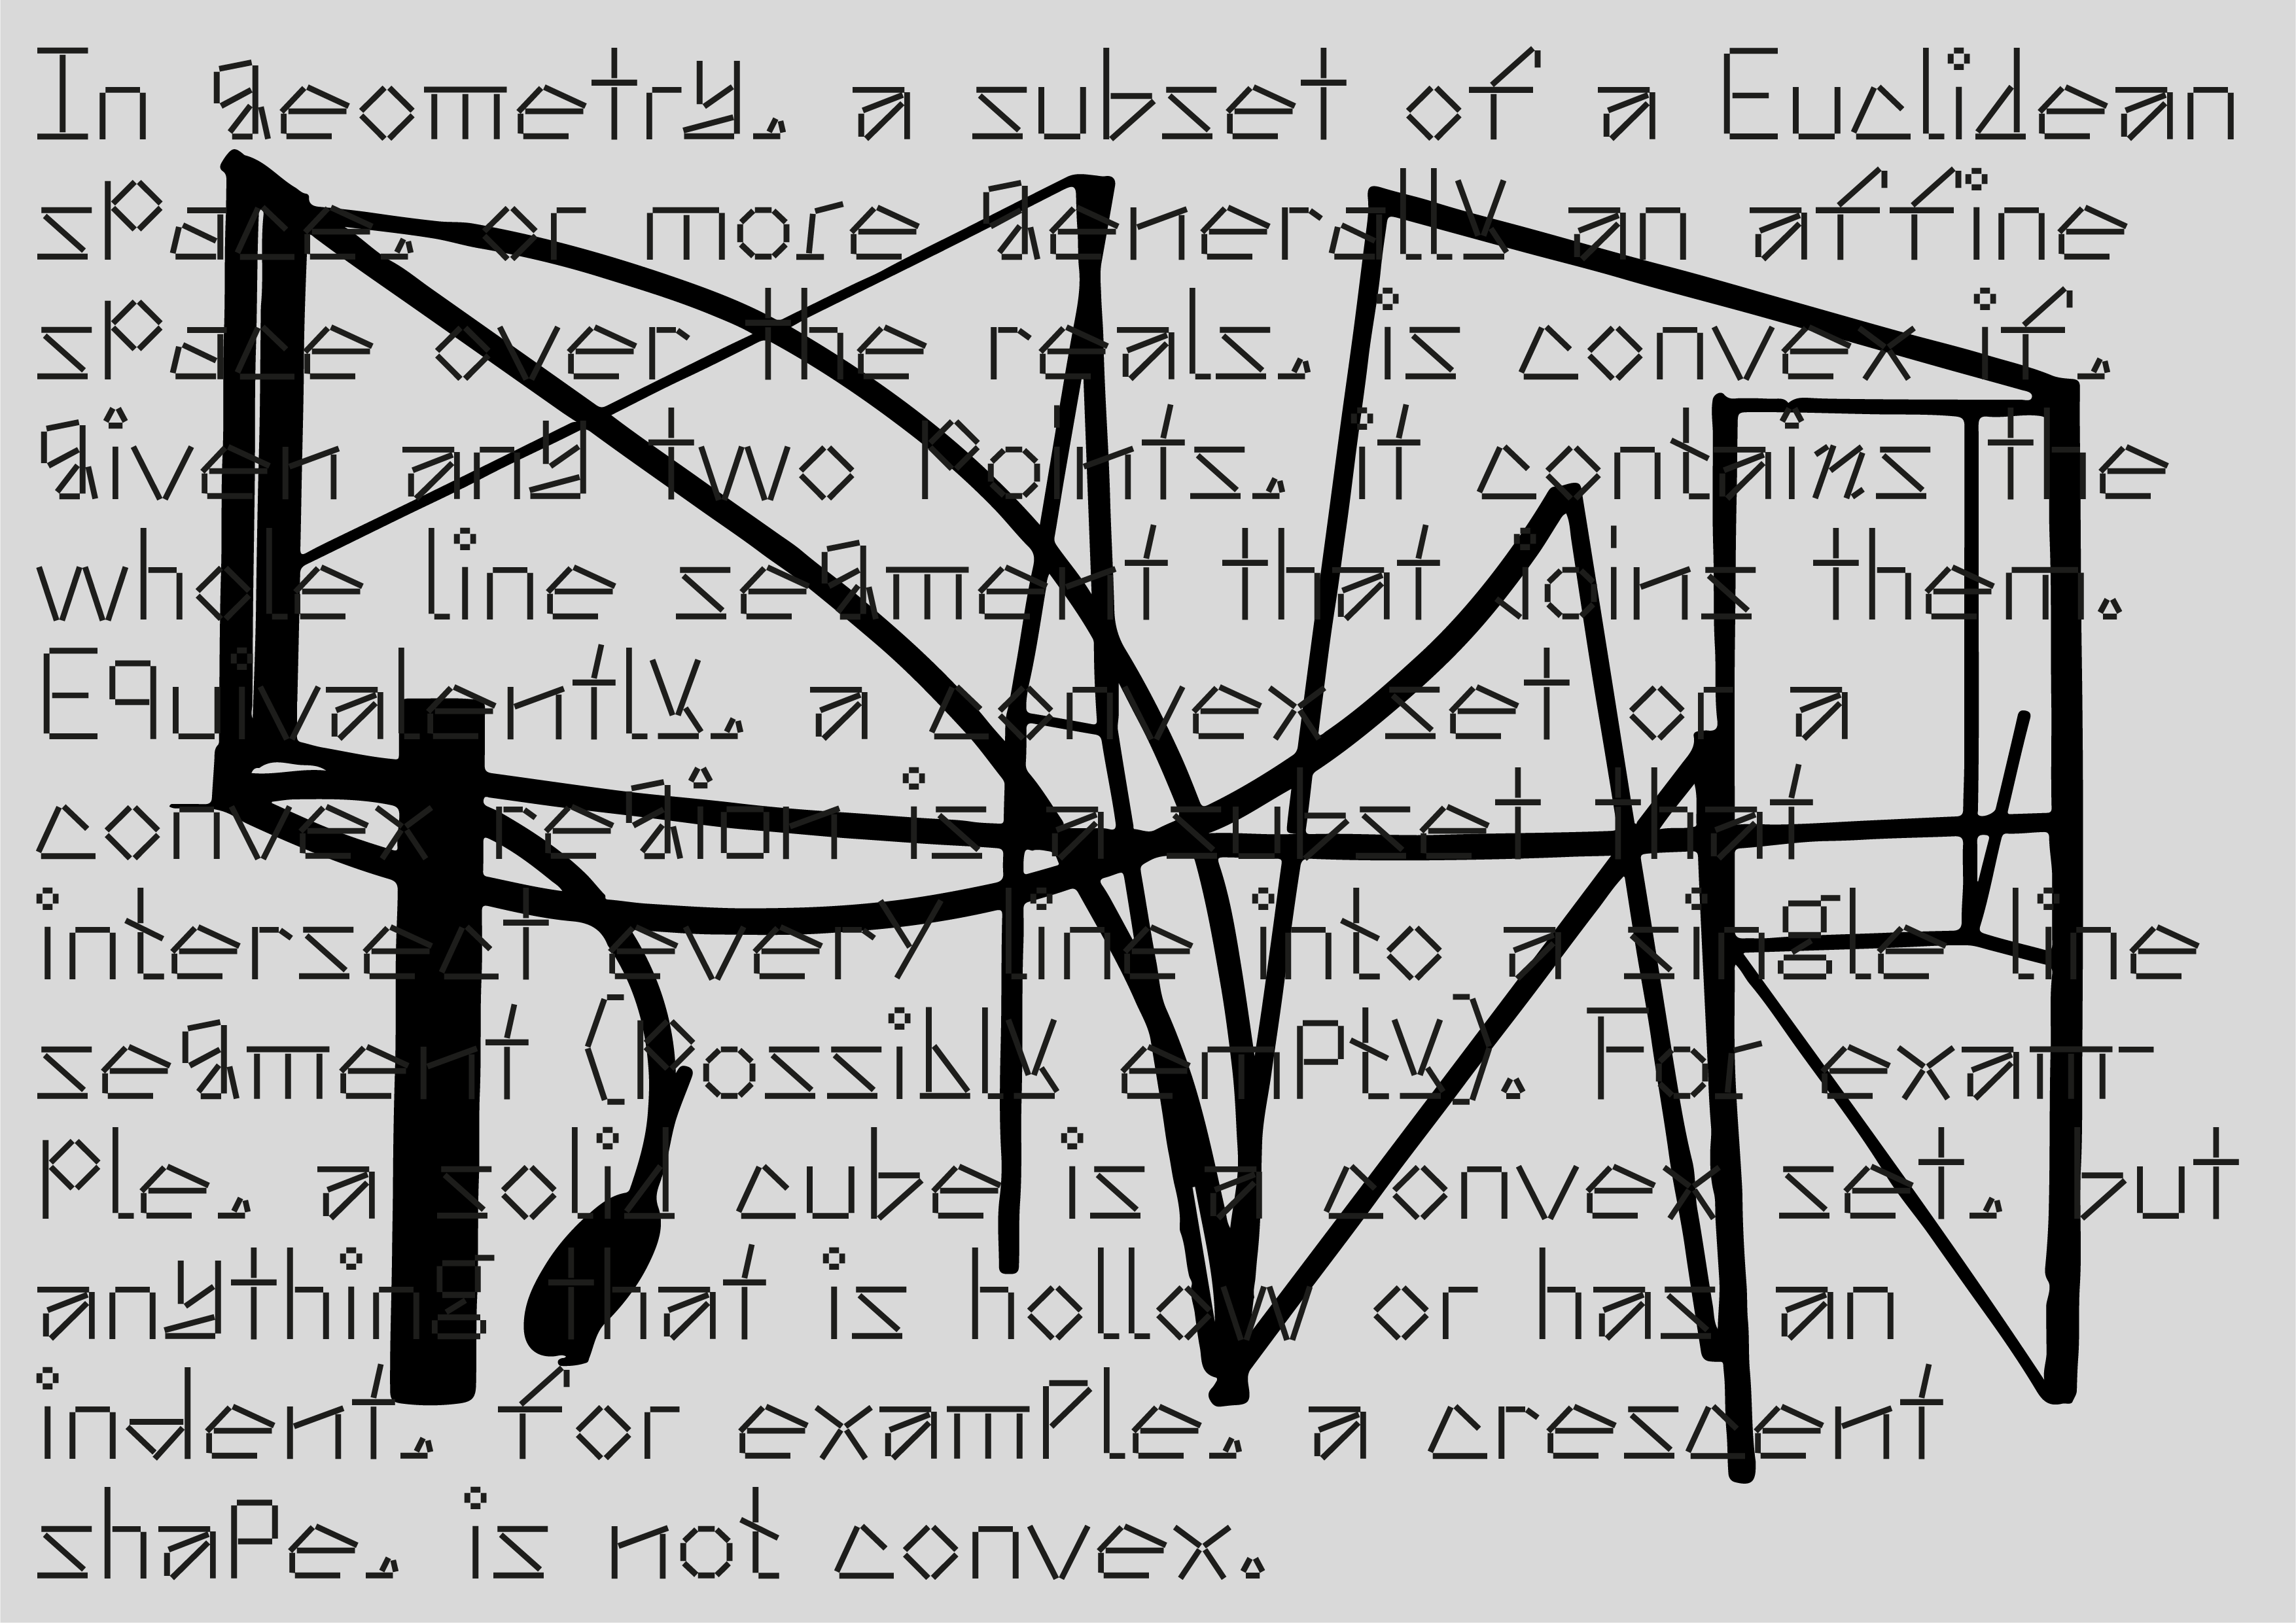 In geometry, a subset of a Euclidean
space, or more generally an affine
space over the reals, is convex if,
given any two points, it contains the
whole line segment that joins them.
Equivalently, a convex set or a
convex region is a subset that
intersect every line into a single line
segment (possibly empty). For exam-
ple, a solid cube is a convex set, but
anything that is hollow or has an
indent, for example, a crescent
shape, is not convex.